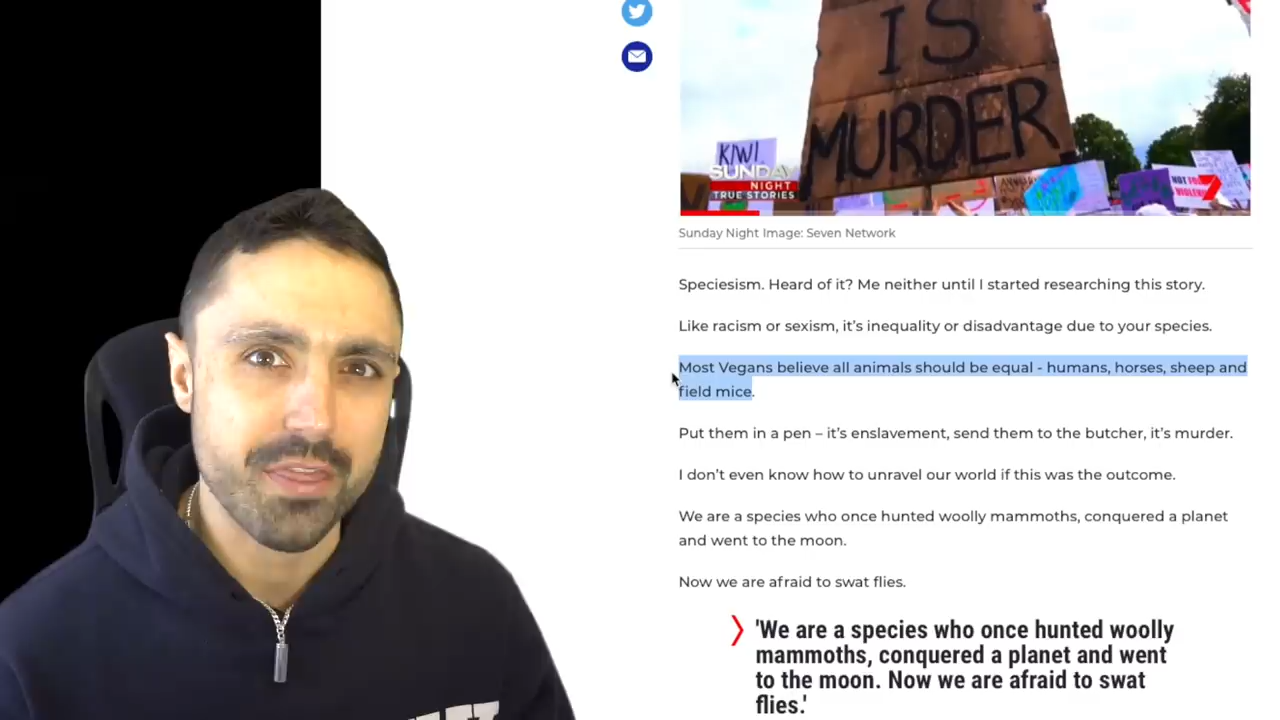 IS
MURDER
KIWI
SUNDAY
NIGHT
TRUE STORIES
Sunday Night Image: Seven Network
Speciesism. Heard of it? Me neither until I started researching this story.
Like racism or sexism, it’s inequality or disadvantage due to your species.
Most Vegans believe all animals should be equal - humans, horses, sheep and
field mice.
Put them in a pen – it’s enslavement, send them to the butcher, it’s murder.
I don’t even know how to unravel our world if this was the outcome.
We are a species who once hunted woolly mammoths, conquered a planet
and went to the moon.
Now we are afraid to swat flies.
'We are a species who once hunted woolly
mammoths, conquered a planet and went
to the moon. Now we are afraid to swat
flies.'